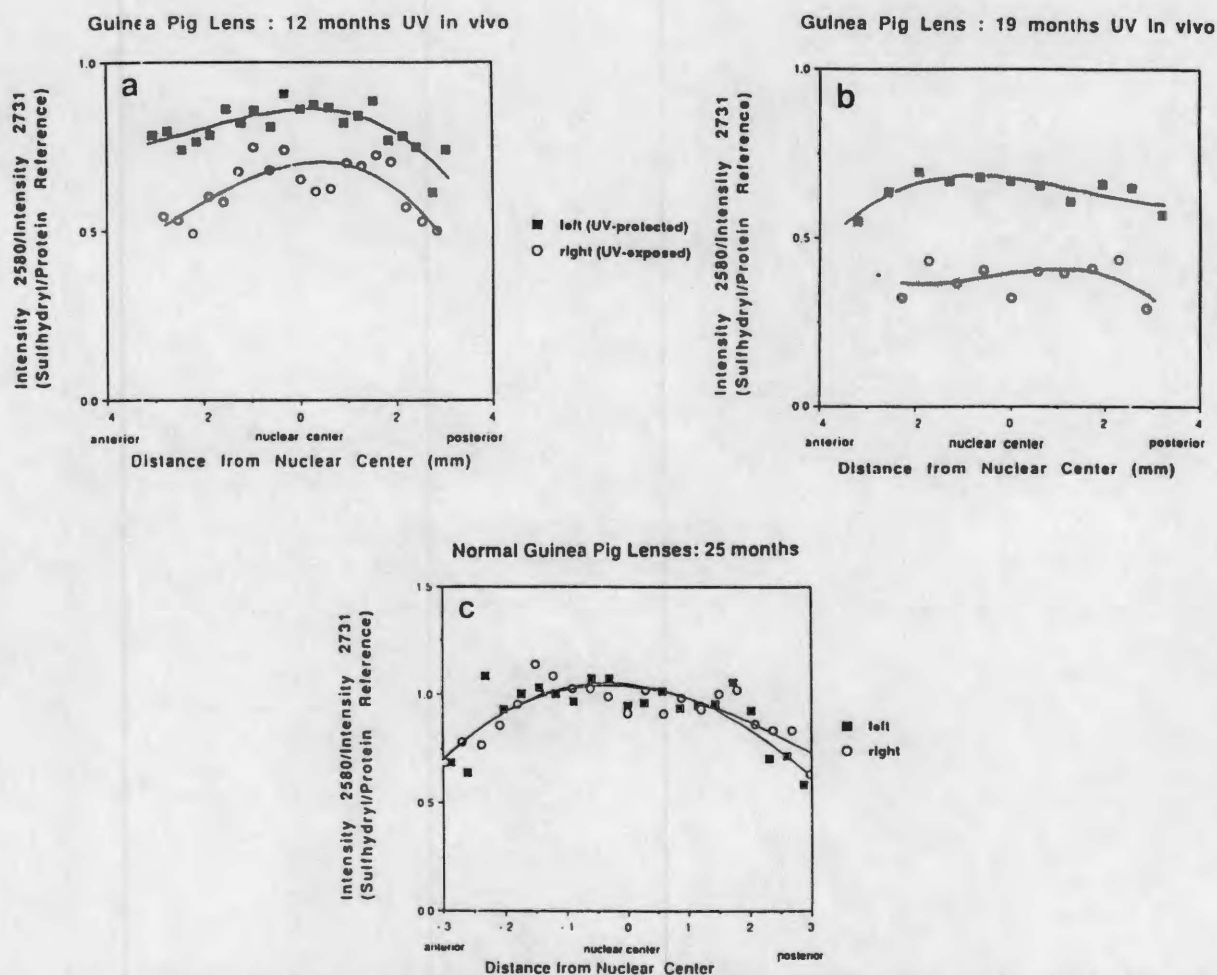 Guinea Pig Lens : 12 months UV in vivo
a
Intensity 2580/Intensity 2731
(Sulfhydryl/Protein Reference)
1.0
0.5
0.0
4 2 0 2 4
anterior nuclear center posterior
Distance from Nuclear Center (mm)
left (UV-protected)
right (UV-exposed)
Guinea Pig Lens : 19 months UV in vivo
b
Intensity 2580/Intensity 2731
(Sulfhydryl/Protein Reference)
1.0
0.5
0.0
4 2 0 2 4
anterior nuclear center posterior
Distance from Nuclear Center (mm)
Normal Guinea Pig Lenses: 25 months
c
Intensity 2580/Intensity 2731
(Sulfhydryl/Protein Reference)
1.5
1.0
0.5
0.0
-3 -2 -1 0 1 2 3
anterior nuclear center posterior
Distance from Nuclear Center
left
right